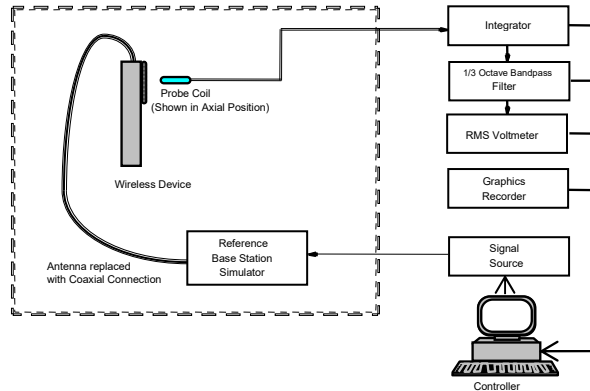 Integrator
1/3 Octave Bandpass
Filter
RMS Voltmeter
Graphics
Recorder
Signal
Source
Controller
Probe Coil
(Shown in Axial Position)
Wireless Device
Reference
Base Station
Simulator
Antenna replaced
with Coaxial Connection